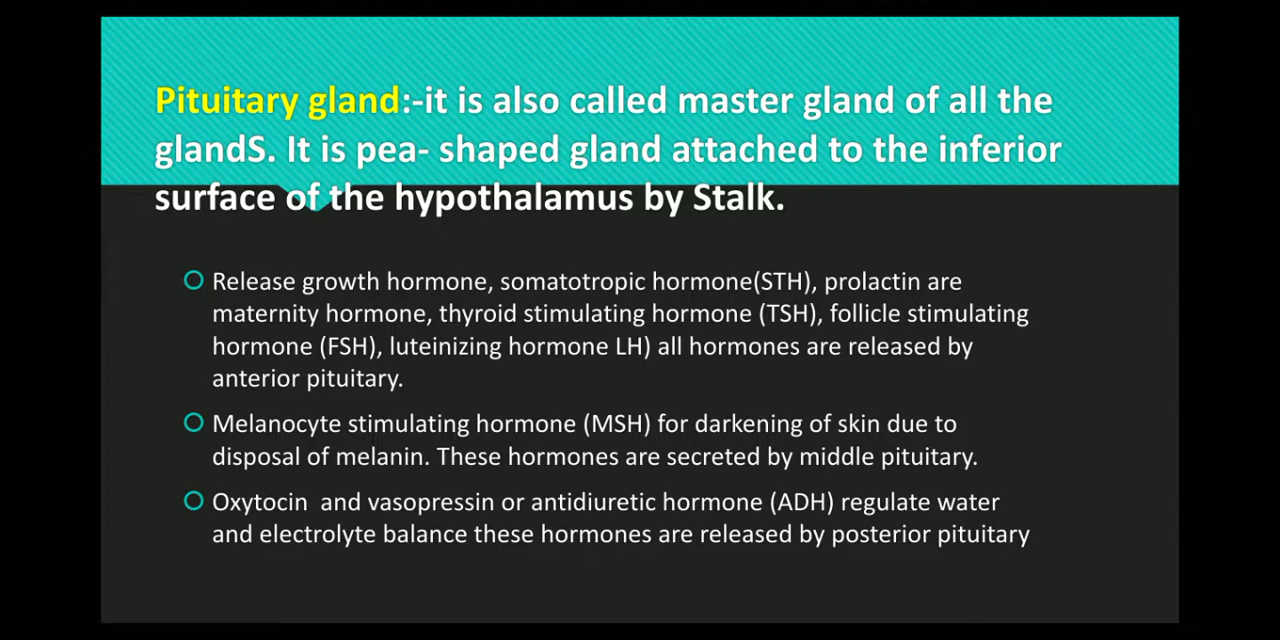 Pituitary gland:-it is also called master gland of all the
glandS. It is pea- shaped gland attached to the inferior
surface of the hypothalamus by Stalk.
Release growth hormone, somatotropic hormone(STH), prolactin are
maternity hormone, thyroid stimulating hormone (TSH), follicle stimulating
hormone (FSH), luteinizing hormone LH) all hormones are released by
anterior pituitary.
Melanocyte stimulating hormone (MSH) for darkening of skin due to
disposal of melanin. These hormones are secreted by middle pituitary.
Oxytocin  and vasopressin or antidiuretic hormone (ADH) regulate water
and electrolyte balance these hormones are released by posterior pituitary